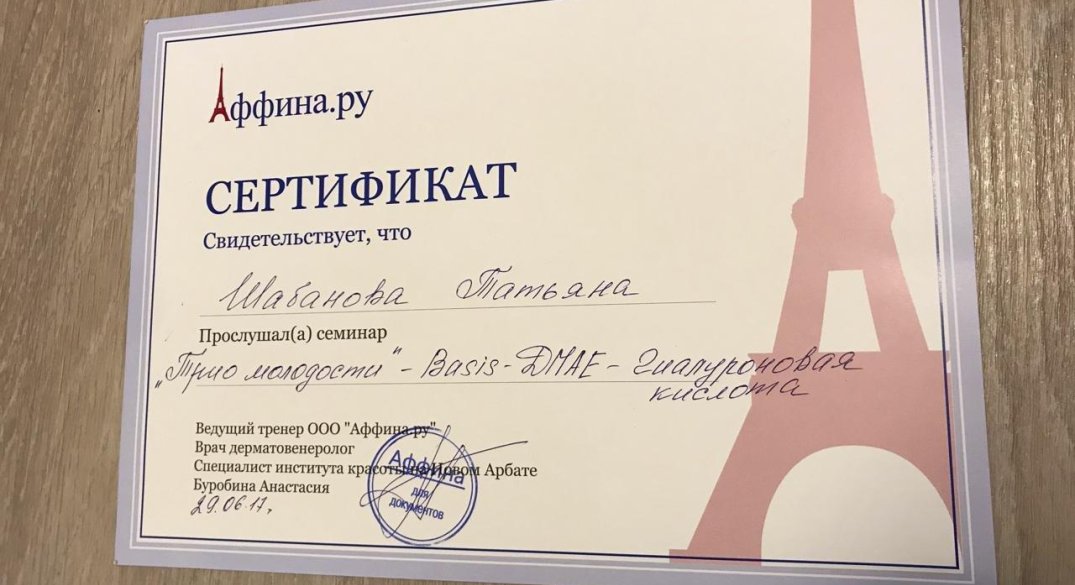 Аффина.ру
СЕРТИФИКАТ
Свидетельствует, что
Шабанова Татьяна
Прослушал(а) семинар
„Трио молодости" - Basis - DMAE - Гиалуроновая
кислота
Ведущий тренер ООО "Аффина.ру"
Врач дерматовенеролог
Специалист института красоты на Новом Арбате
Буробина Анастасия
29.06.17г
Аффина
для
документов